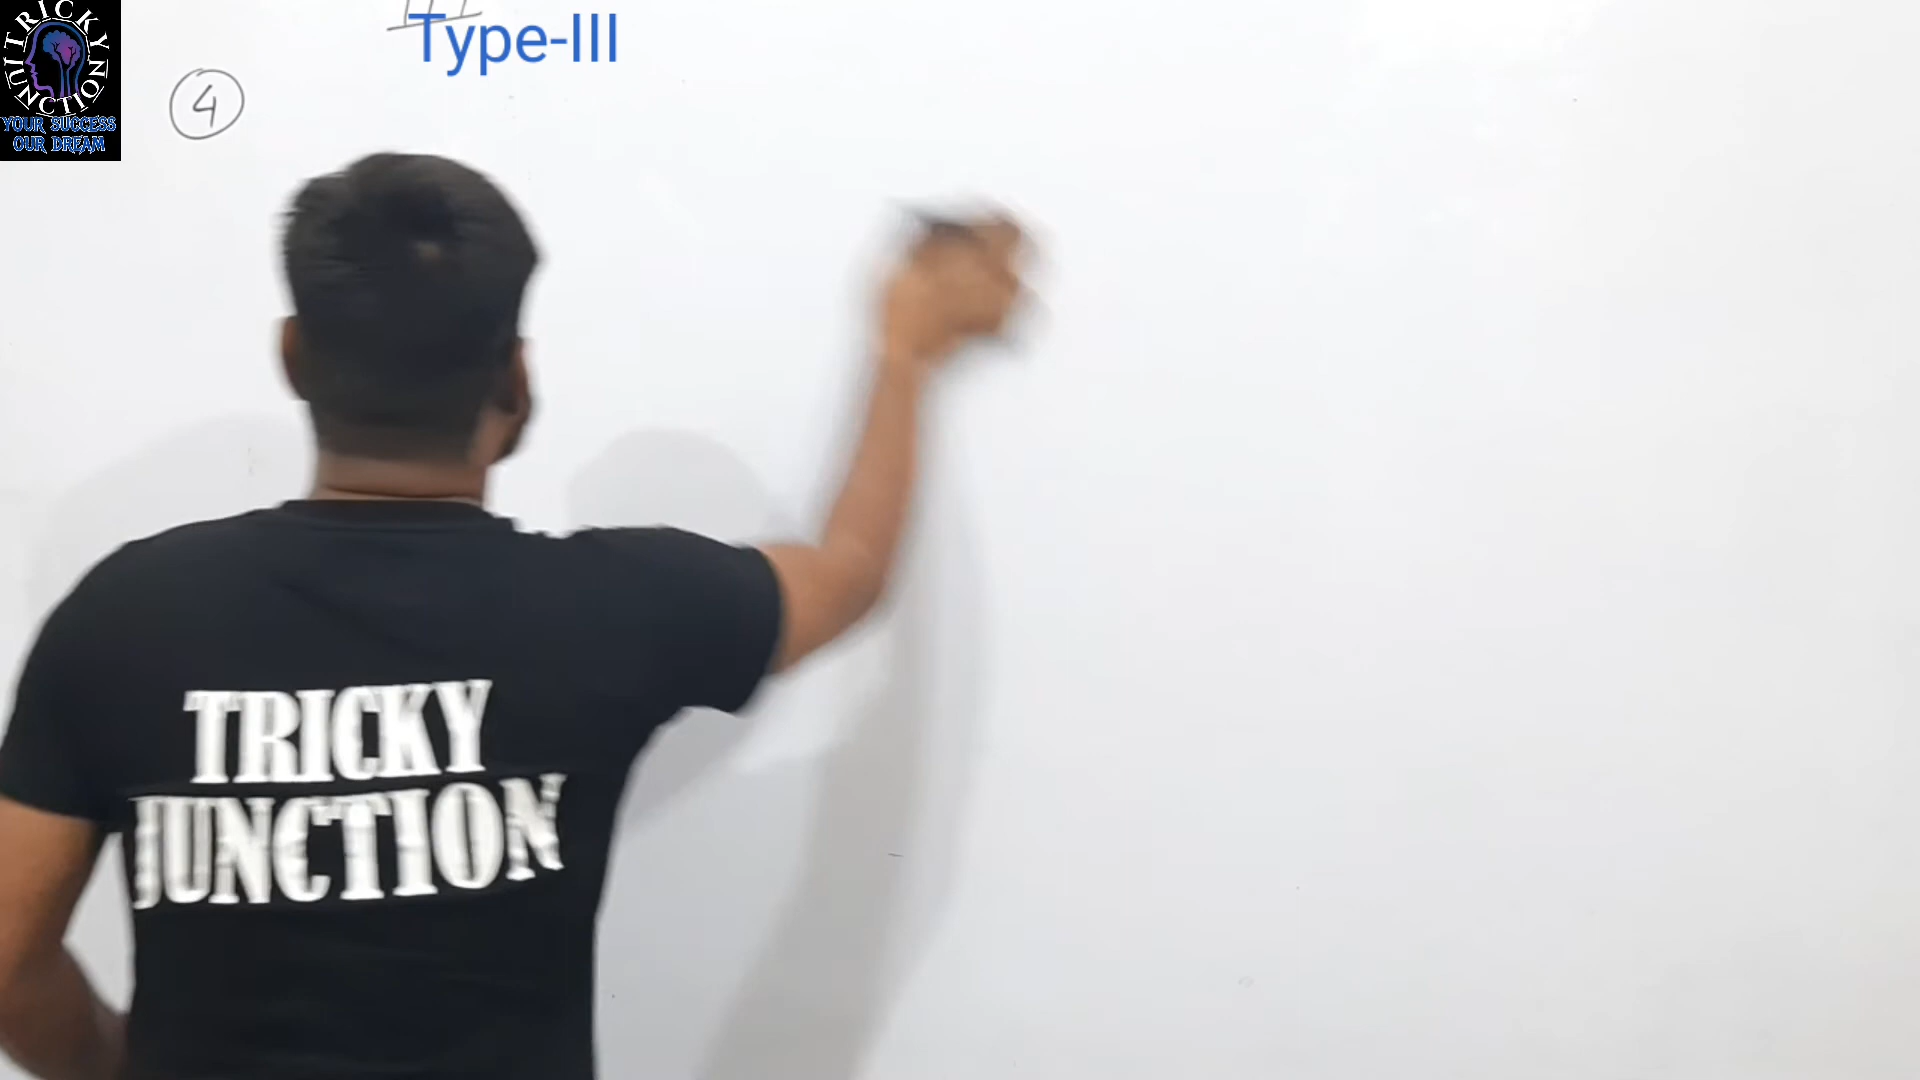 TRICKY JUNCTION
YOUR SUCCESS
OUR DREAM
Type-III
4
TRICKY
JUNCTION